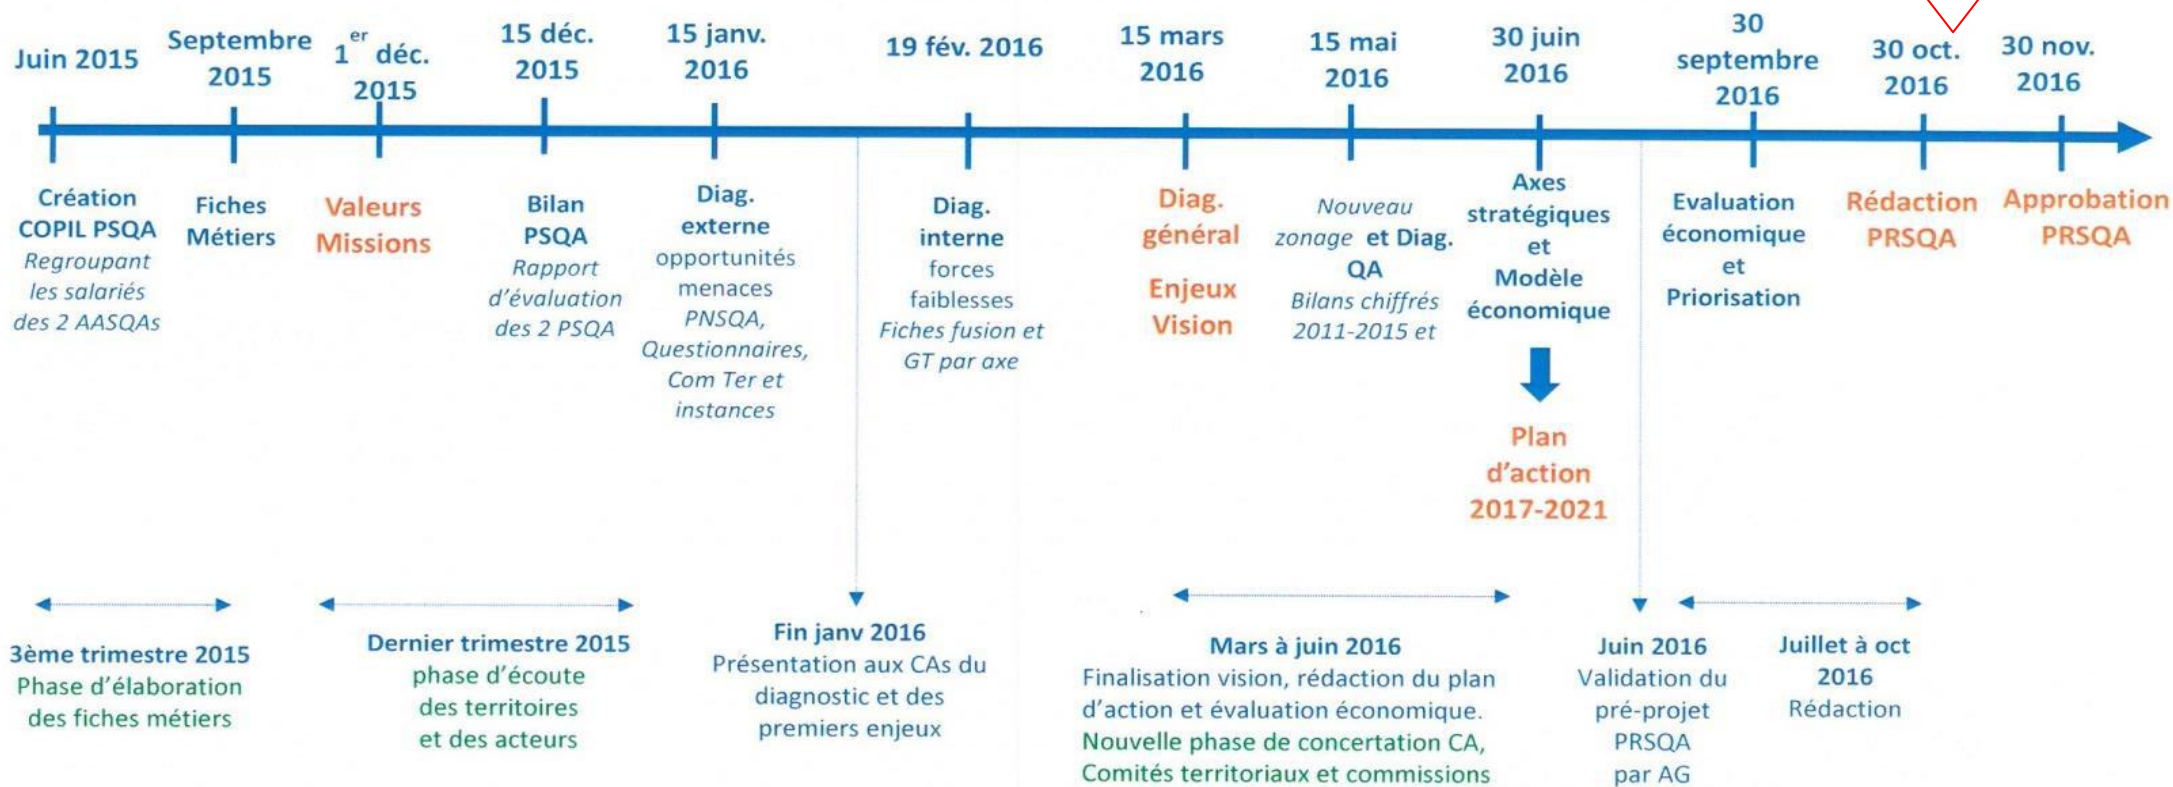 Juin 2015
Septembre
2015
1er déc.
2015
15 déc.
2015
15 janv.
2016
19 fév. 2016
15 mars
2016
15 mai
2016
30 juin
2016
30
septembre
2016
30 oct.
2016
30 nov.
2016
Création
COPIL PSQA
Regroupant
les salariés
des 2 AASQAs
Fiches
Métiers
Valeurs
Missions
Bilan
PSQA
Rapport
d'évaluation
des 2 PSQA
Diag.
externe
opportunités
menaces
PNSQA,
Questionnaires,
Com Ter et
instances
Diag.
interne
forces
faiblesses
Fiches fusion et
GT par axe
Diag.
général
Enjeux
Vision
Nouveau
zonage et Diag.
QA
Bilans chiffrés
2011-2015 et
Axes
stratégiques
et
Modèle
économique
Plan
d'action
2017-2021
Evaluation
économique
et
Priorisation
Rédaction
PRSQA
Approbation
PRSQA
3ème trimestre 2015
Phase d'élaboration
des fiches métiers
Dernier trimestre 2015
phase d'écoute
des territoires
et des acteurs
Fin janv 2016
Présentation aux CAs du
diagnostic et des
premiers enjeux
Mars à juin 2016
Finalisation vision, rédaction du plan
d'action et évaluation économique.
Nouvelle phase de concertation CA,
Comités territoriaux et commissions
Juin 2016
Validation du
pré-projet
PRSQA
par AG
Juillet à oct
2016
Rédaction